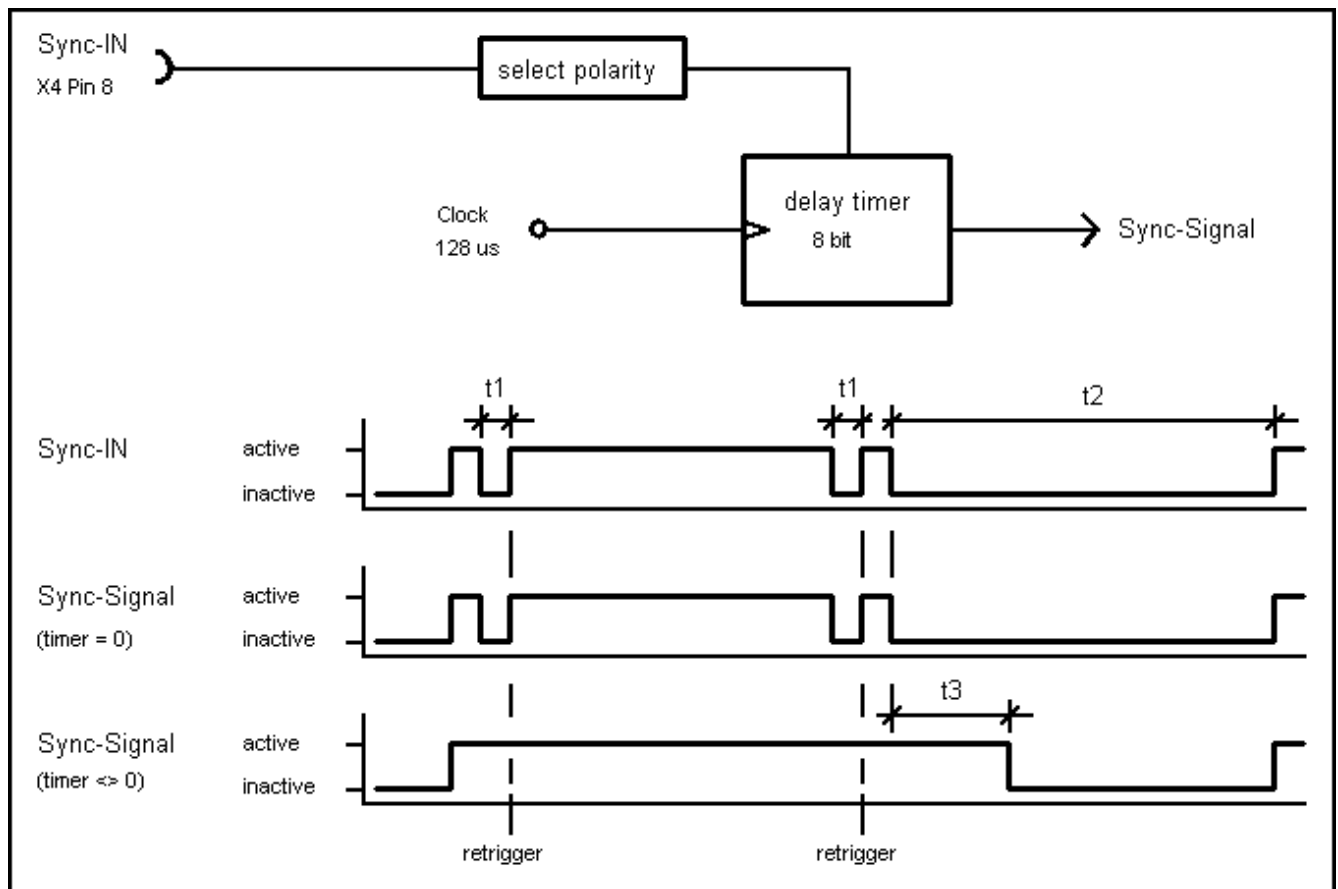 Sync-IN
X4 Pin 8
select polarity
delay timer
8 bit
Clock
128 us
Sync-Signal
t1
t1
t2
Sync-IN
active
inactive
Sync-Signal
(timer = 0)
active
inactive
t3
Sync-Signal
(timer <> 0)
active
inactive
retrigger
retrigger